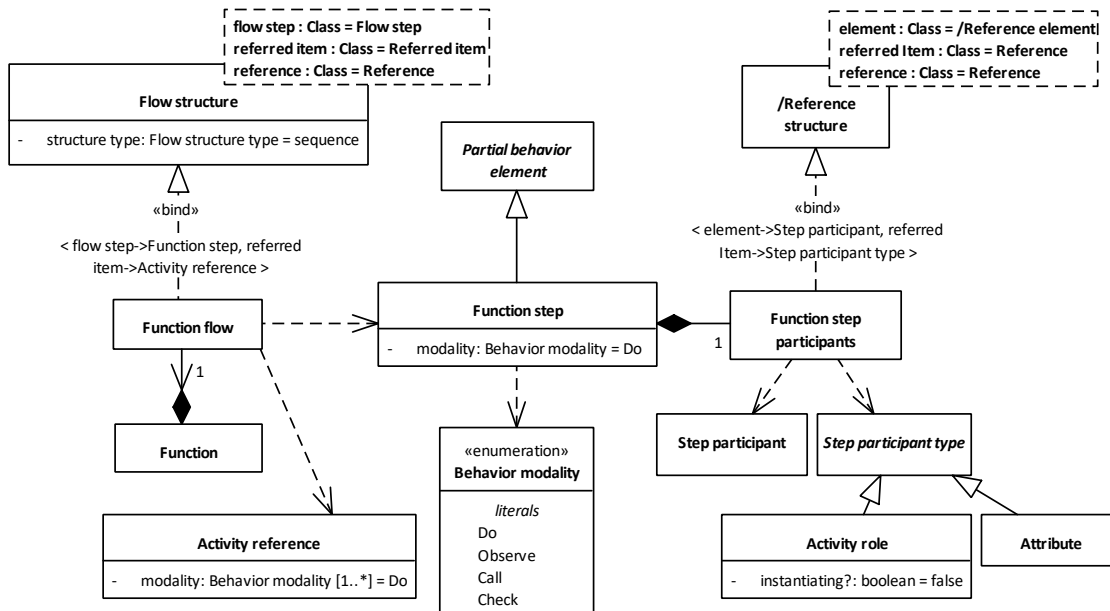 flow step : Class = Flow step
referred item : Class = Referred item
reference : Class = Reference
Flow structure
- structure type: Flow structure type = sequence
«bind»
< flow step->Function step, referred
item->Activity reference >
Function flow
1
Function
Activity reference
- modality: Behavior modality [1..*] = Do
Partial behavior
element
Function step
- modality: Behavior modality = Do
«enumeration»
Behavior modality
literals
Do
Observe
Call
Check
element : Class = /Reference element
referred Item : Class = Reference
reference : Class = Reference
/Reference
structure
«bind»
< element->Step participant, referred
Item->Step participant type >
1
Function step
participants
Step participant
Step participant type
Activity role
- instantiating?: boolean = false
Attribute